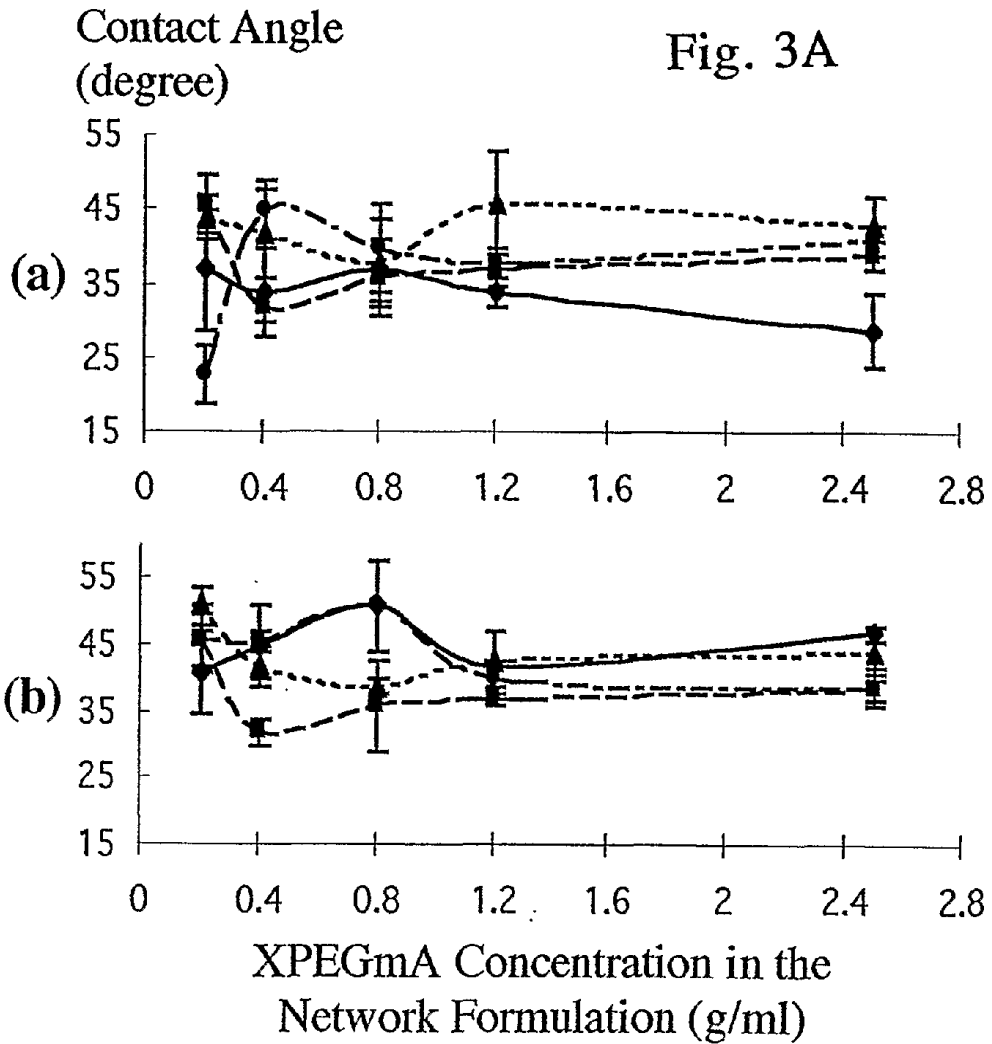 Contact Angle
(degree)
Fig. 3A
55
45
(a)
35
25
15
0 0.4 0.8 1.2 1.6 2 2.4 2.8
55
45
(b)
35
25
15
0 0.4 0.8 1.2 1.6 2 2.4 2.8
XPEGmA Concentration in the
Network Formulation (g/ml)